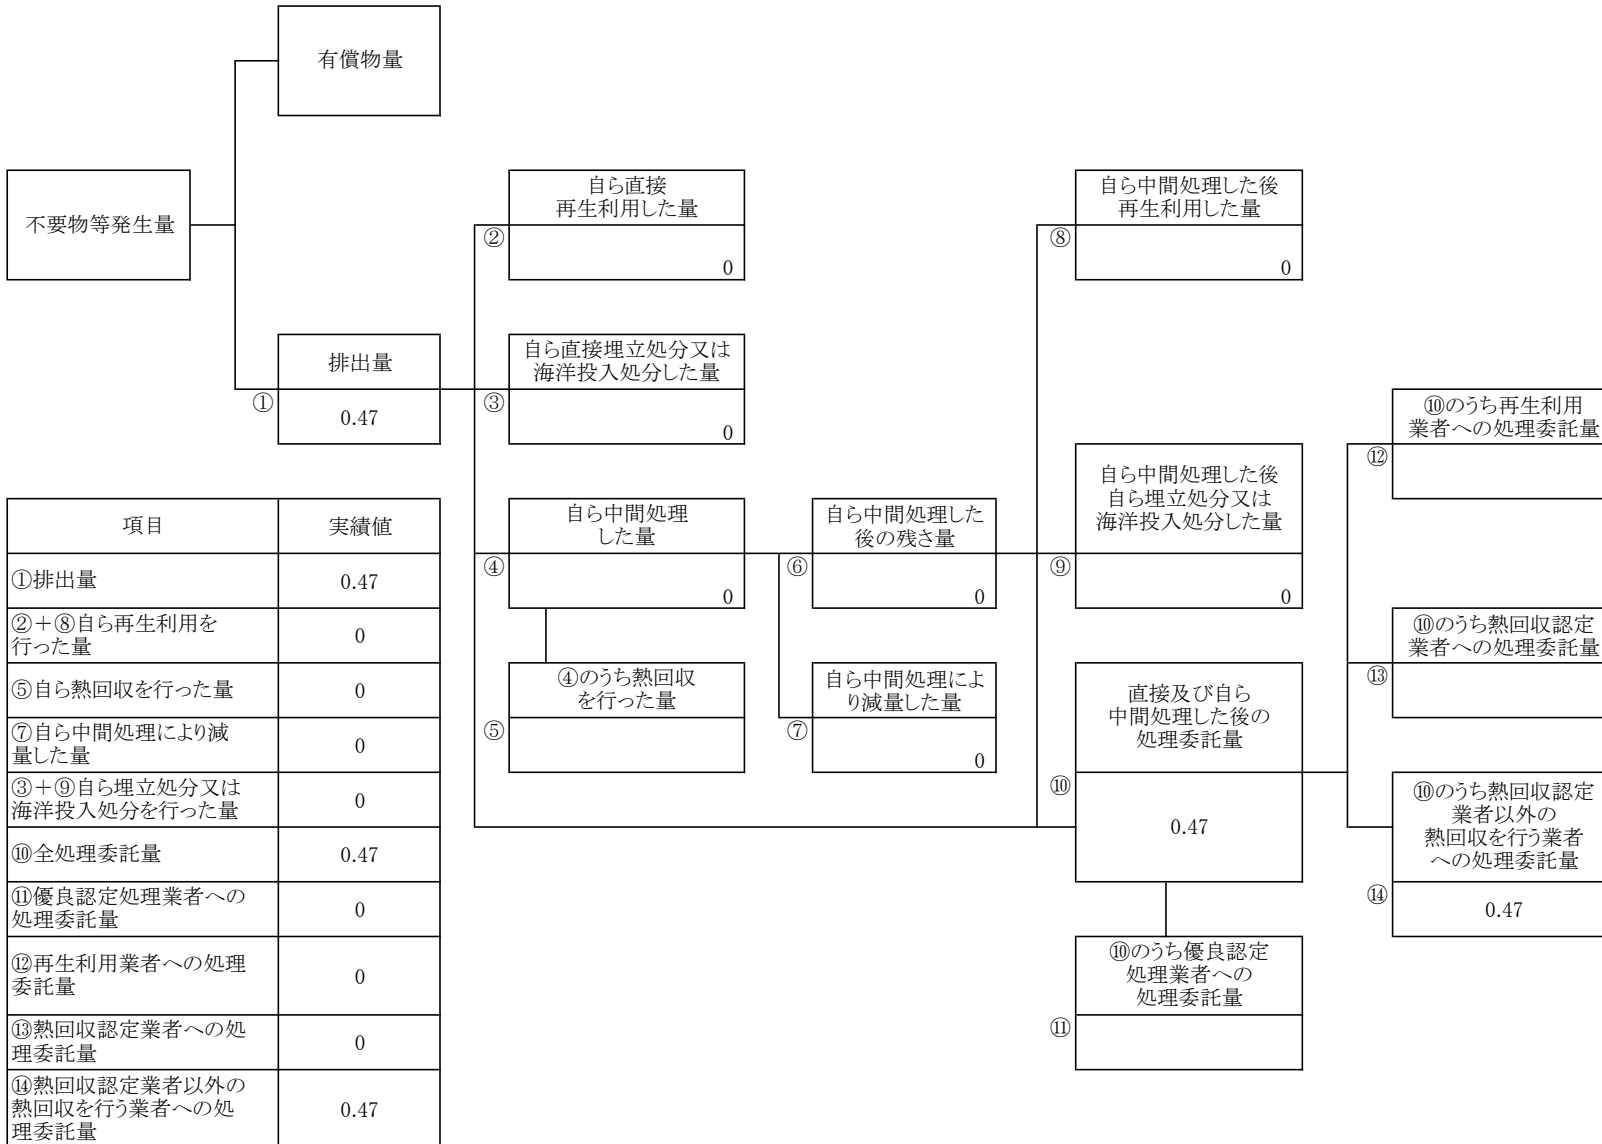 有償物量
不要物等発生量
自ら直接
再生利用した量
②
0
自ら中間処理した後
再生利用した量
⑧
0
排出量
①
0.47
自ら直接埋立処分又は
海洋投入処分した量
③
0
⑩のうち再生利用
業者への処理委託量
⑫
自ら中間処理
した量
④
0
自ら中間処理した
後の残さ量
⑥
0
自ら中間処理した後
自ら埋立処分又は
海洋投入処分した量
⑨
0
⑩のうち熱回収認定
業者への処理委託量
⑬
④のうち熱回収
を行った量
⑤
自ら中間処理によ
り減量した量
⑦
0
直接及び自ら
中間処理した後の
処理委託量
⑩
0.47
⑩のうち熱回収認定
業者以外の
熱回収を行う業者
への処理委託量
⑭
0.47
⑩のうち優良認定
処理業者への
処理委託量
⑪
項目
実績値
①排出量
0.47
②+⑧自ら再生利用を
行った量
0
⑤自ら熱回収を行った量
0
⑦自ら中間処理により減
量した量
0
③+⑨自ら埋立処分又は
海洋投入処分を行った量
0
⑩全処理委託量
0.47
⑪優良認定処理業者への
処理委託量
0
⑫再生利用業者への処理
委託量
0
⑬熱回収認定業者への処
理委託量
0
⑭熱回収認定業者以外の
熱回収を行う業者への処
理委託量
0.47